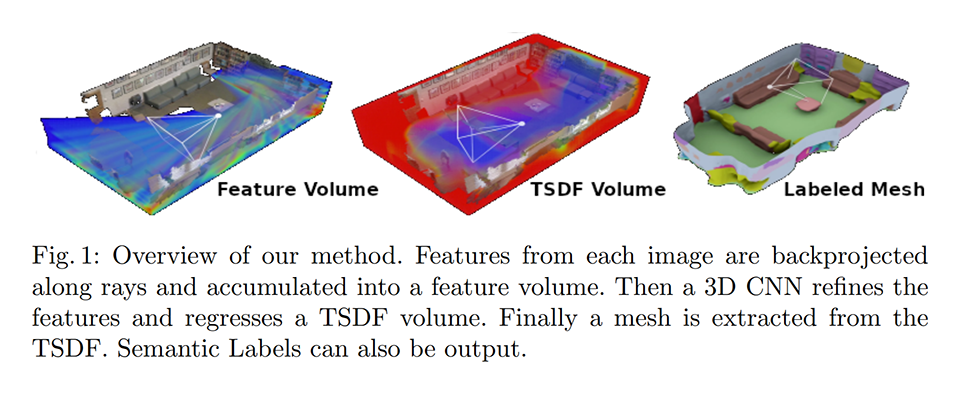 Feature Volume
TSDF Volume
Labeled Mesh
Fig. 1: Overview of our method. Features from each image are backprojected
along rays and accumulated into a feature volume. Then a 3D CNN refines the
features and regresses a TSDF volume. Finally a mesh is extracted from the
TSDF. Semantic Labels can also be output.